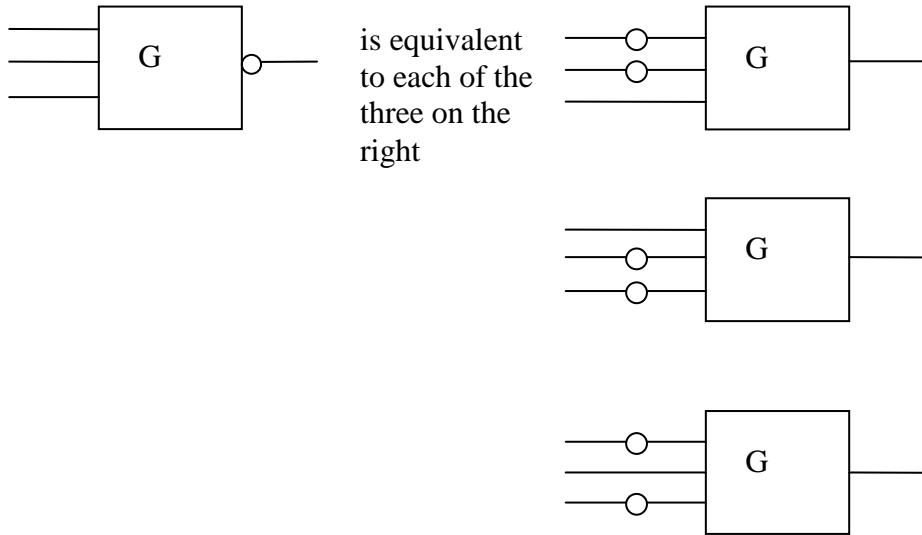 G
is equivalent
to each of the
three on the
right
G
G
G